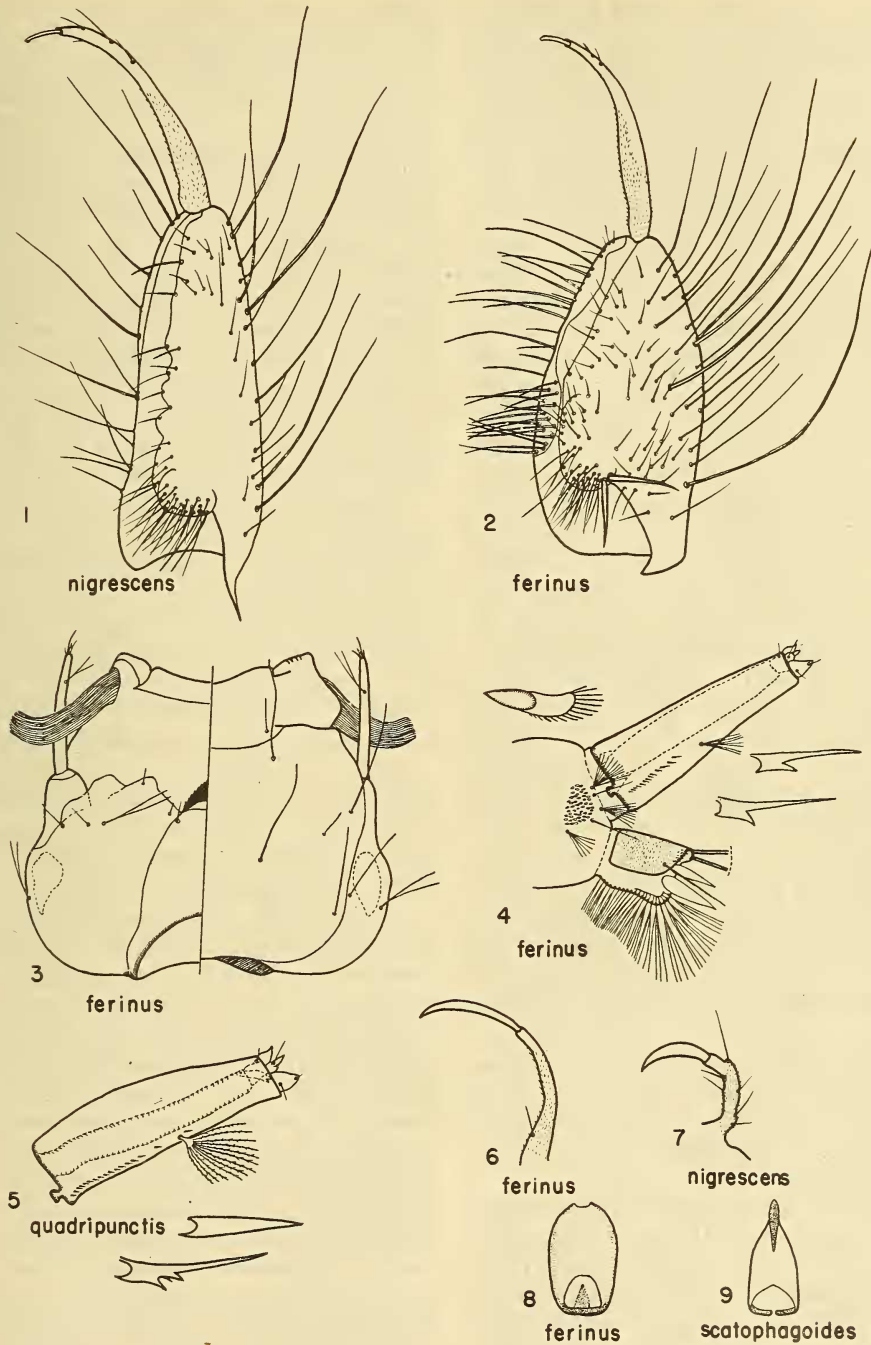 1
nigrescens
2
ferinus
3
ferinus
4
ferinus
5
quadripunctis
6
ferinus
7
nigrescens
8
ferinus
9
scatophagoides